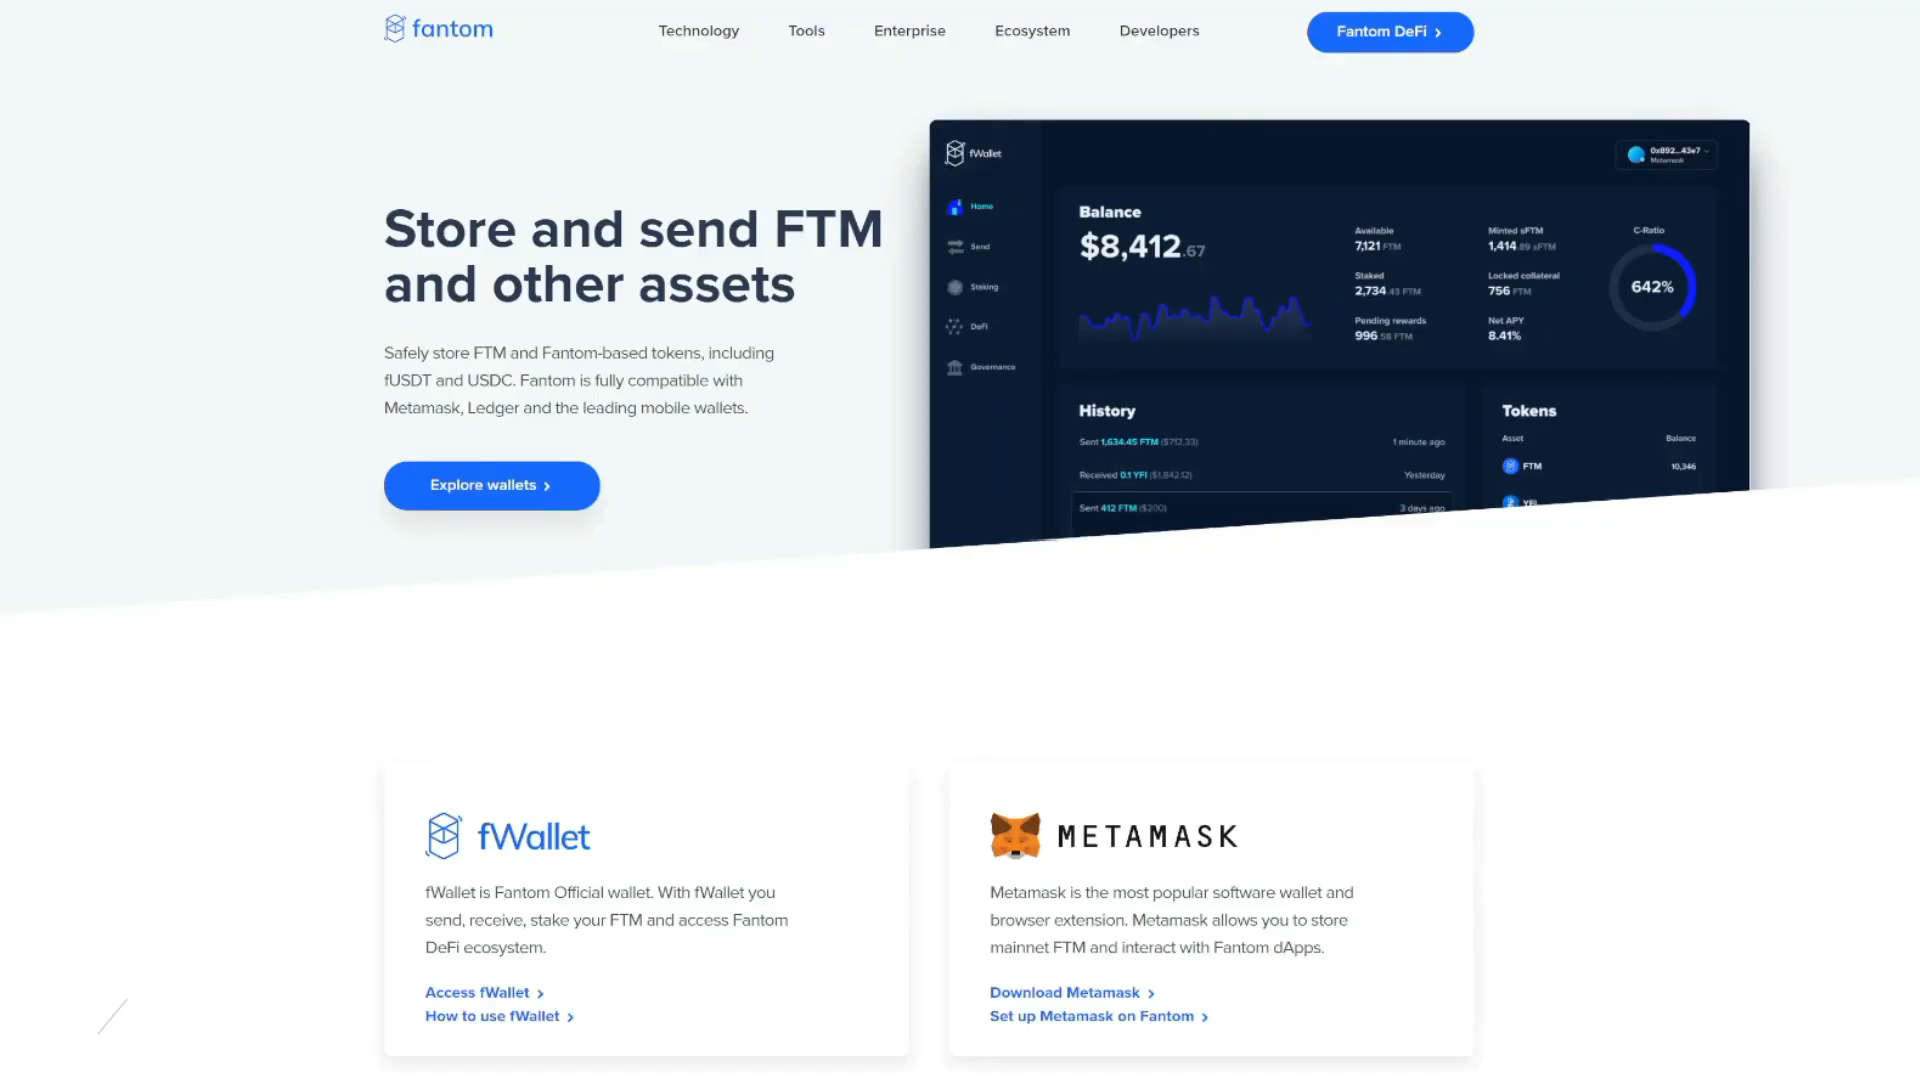 fantom
Technology
Tools
Enterprise
Ecosystem
Developers
Fantom DeFi
Store and send FTM
and other assets
Safely store FTM and Fantom-based tokens, including
fUSDT and USDC. Fantom is fully compatible with
Metamask, Ledger and the leading mobile wallets.
Explore wallets
fWallet
0x892...43e7
Metamask
Home
Send
Staking
DeFi
Governance
Balance
$8,412.67
Available
7,121 FTM
Staked
2,734.43 FTM
Pending rewards
996.58 FTM
Minted sFTM
1,414.89 sFTM
Locked collateral
756 FTM
Net APY
8.41%
C-Ratio
642%
History
Sent 1,634.45 FTM ($712.33)
1 minute ago
Received 0.1 YFI ($1,842.12)
Yesterday
Sent 412 FTM ($200)
3 days ago
Tokens
Asset
Balance
FTM
10,346
YFI
fWallet
fWallet is Fantom Official wallet. With fWallet you
send, receive, stake your FTM and access Fantom
DeFi ecosystem.
Access fWallet
How to use fWallet
METAMASK
Metamask is the most popular software wallet and
browser extension. Metamask allows you to store
mainnet FTM and interact with Fantom dApps.
Download Metamask
Set up Metamask on Fantom